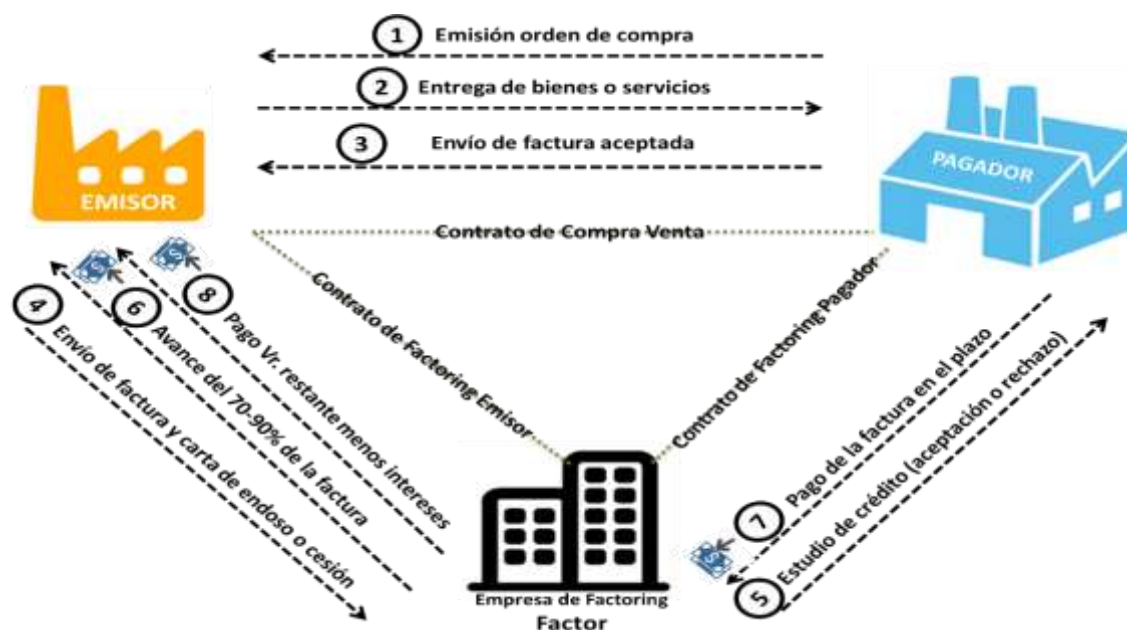 1 Emisión orden de compra
2 Entrega de bienes o servicios
3 Envío de factura aceptada
EMISOR
PAGADOR
Contrato de Compra Venta
Contrato de Factoring Emisor
Contrato de Factoring Pagador
4 Envío de factura y carta de endoso o cesión
6 Avance del 70-90% de la factura
8 Pago Vr. restante menos intereses
7 Pago de la factura en el plazo
5 Estudio de crédito (aceptación o rechazo)
Empresa de Factoring
Factor